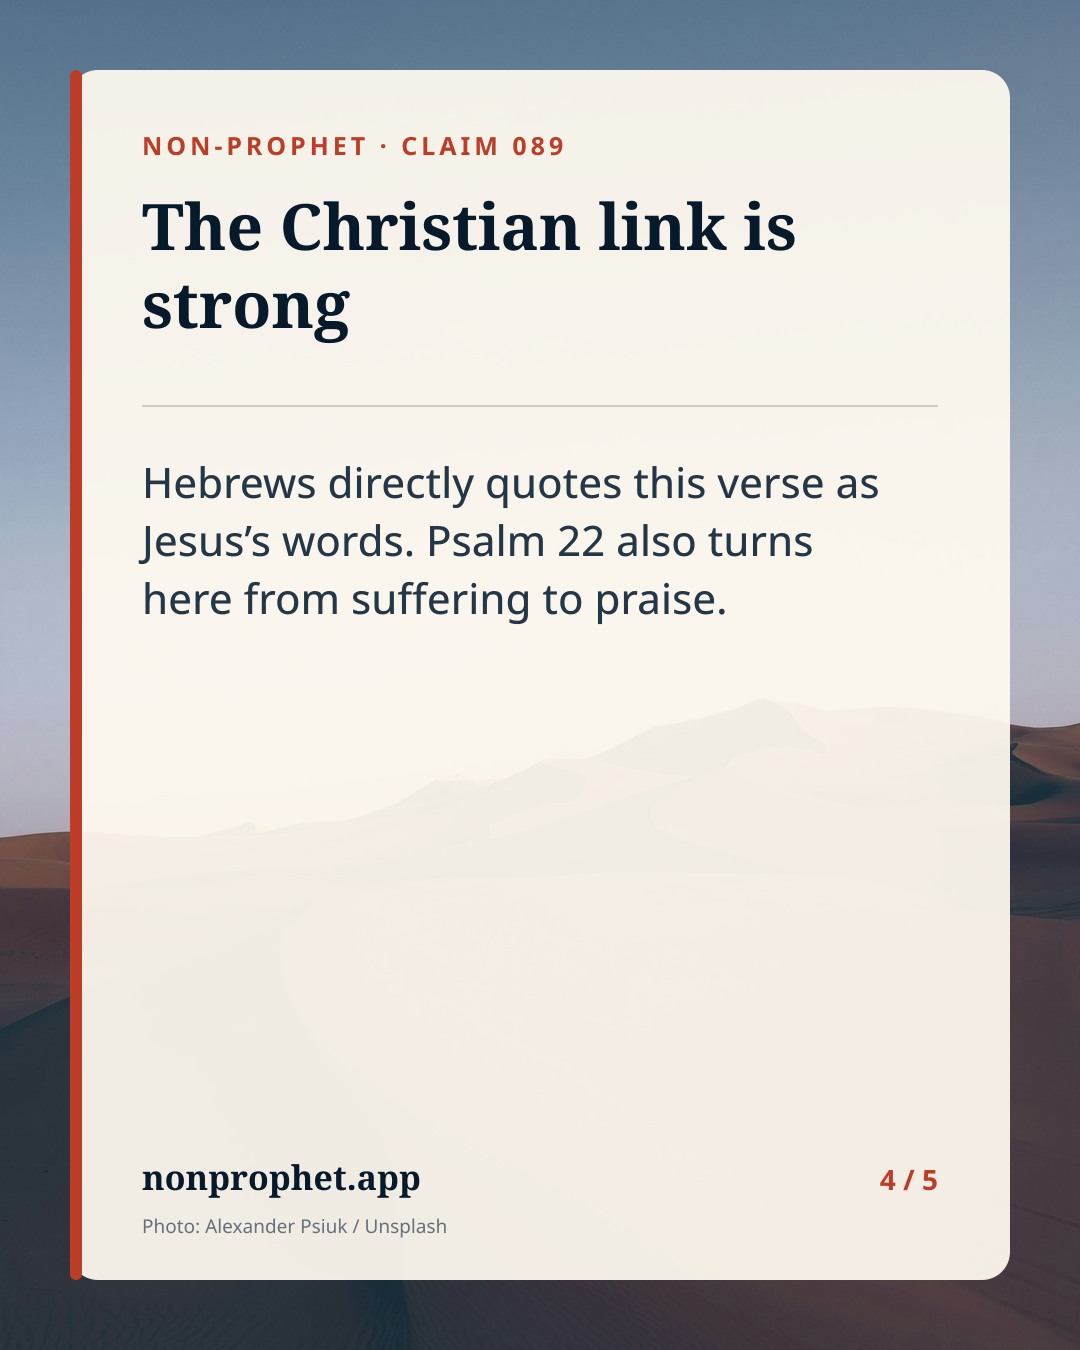 NON-PROPHET · CLAIM 089
The Christian link is
strong
Hebrews directly quotes this verse as
Jesus’s words. Psalm 22 also turns
here from suffering to praise.
nonprophet.app
4 / 5
Photo: Alexander Psiuk / Unsplash